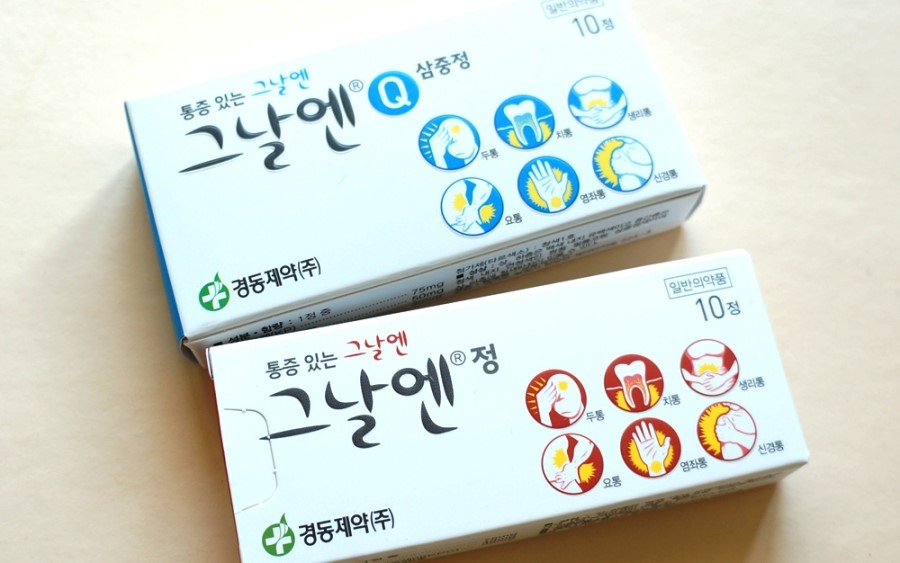 일반의약품
10정
통증 있는 그날엔
그날엔® Q 삼중정
두통
치통
생리통
요통
염좌통
신경통
경동제약(주)
75mg
50mg
일반의약품
10정
통증 있는 그날엔
그날엔® 정
두통
치통
생리통
요통
염좌통
신경통
경동제약(주)